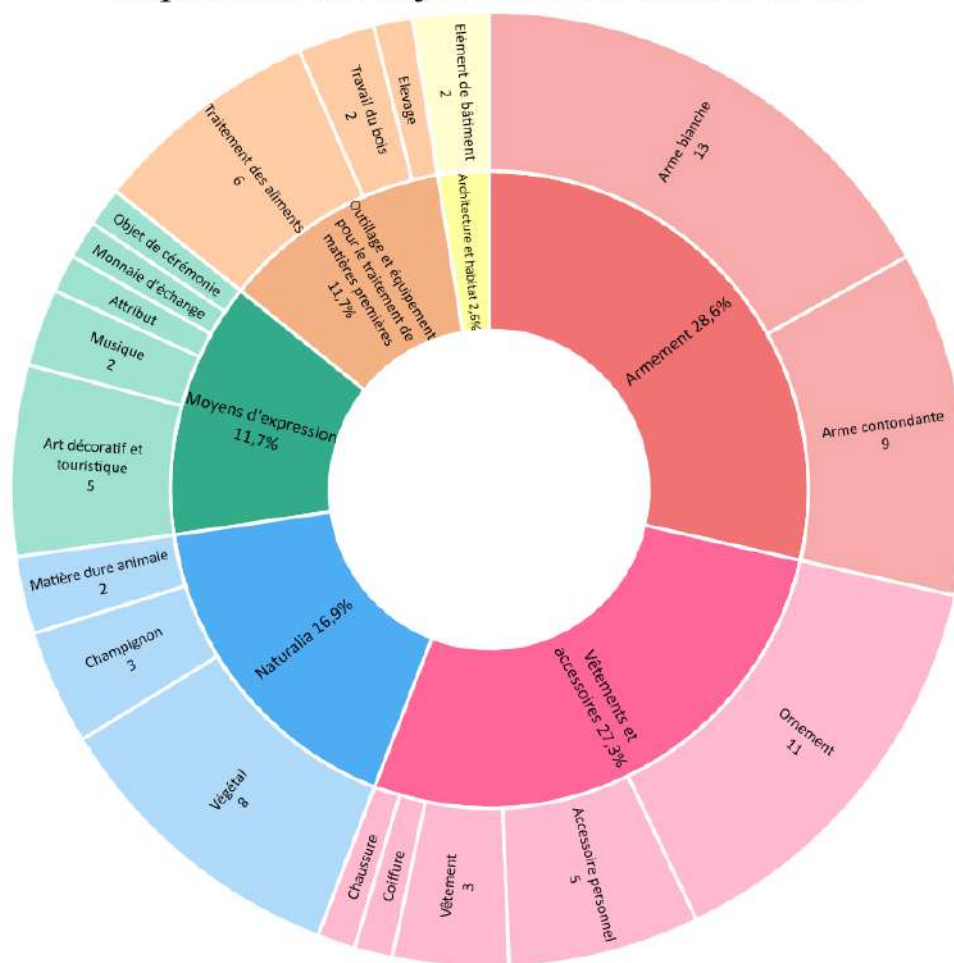 Elément de bâtiment
2
Arme blanche
13
Arme contondante
9
Ornement
11
Accessoire personnel
5
Vêtement
3
Coiffure
Chaussure
Végétal
8
Champignon
3
Matière dure animale
2
Art décoratif et
touristique
5
Musique
2
Attribut
Monnaie d'échange
Objet de cérémonie
Traitement des aliments
6
Travail du bois
2
Elevage
Architecture et habitat 2,6%
Armement 28,6%
Vêtements et
accessoires 27,3%
Naturalia 16,9%
Moyens d'expression
11,7%
Outillage et équipement
pour le traitement de
matières premières
11,7%